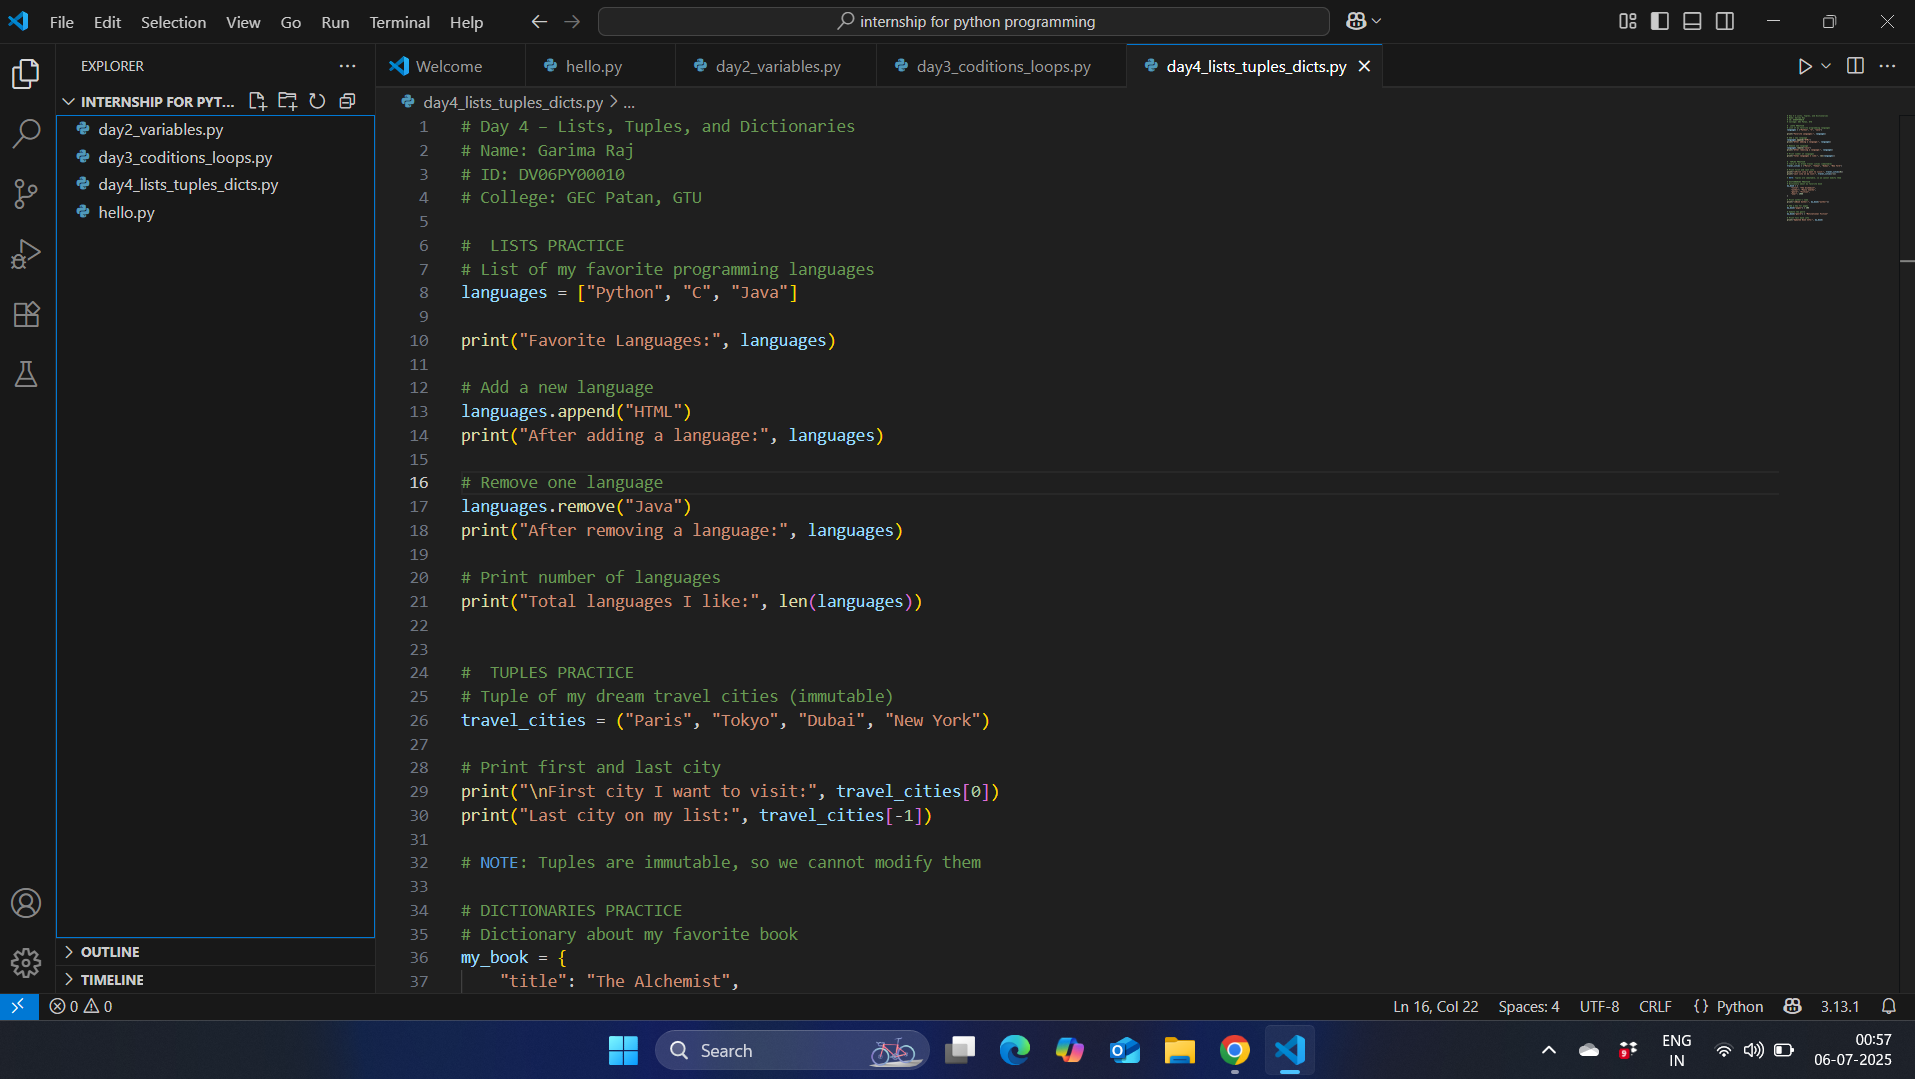 File Edit Selection View Go Run Terminal Help
internship for python programming
EXPLORER
INTERNSHIP FOR PYT...
day2_variables.py
day3_coditions_loops.py
day4_lists_tuples_dicts.py
hello.py
OUTLINE
TIMELINE
Welcome hello.py day2_variables.py day3_coditions_loops.py day4_lists_tuples_dicts.py
day4_lists_tuples_dicts.py > ...
1 # Day 4 – Lists, Tuples, and Dictionaries
2 # Name: Garima Raj
3 # ID: DV06PY00010
4 # College: GEC Patan, GTU
5
6 #  LISTS PRACTICE
7 # List of my favorite programming languages
8 languages = ["Python", "C", "Java"]
9
10 print("Favorite Languages:", languages)
11
12 # Add a new language
13 languages.append("HTML")
14 print("After adding a language:", languages)
15
16 # Remove one language
17 languages.remove("Java")
18 print("After removing a language:", languages)
19
20 # Print number of languages
21 print("Total languages I like:", len(languages))
22
23
24 #  TUPLES PRACTICE
25 # Tuple of my dream travel cities (immutable)
26 travel_cities = ("Paris", "Tokyo", "Dubai", "New York")
27
28 # Print first and last city
29 print("\nFirst city I want to visit:", travel_cities[0])
30 print("Last city on my list:", travel_cities[-1])
31
32 # NOTE: Tuples are immutable, so we cannot modify them
33
34 # DICTIONARIES PRACTICE
35 # Dictionary about my favorite book
36 my_book = {
37     "title": "The Alchemist",
0 0
Ln 16, Col 22 Spaces: 4 UTF-8 CRLF {} Python 3.13.1
Search
9
ENG
IN
00:57
06-07-2025